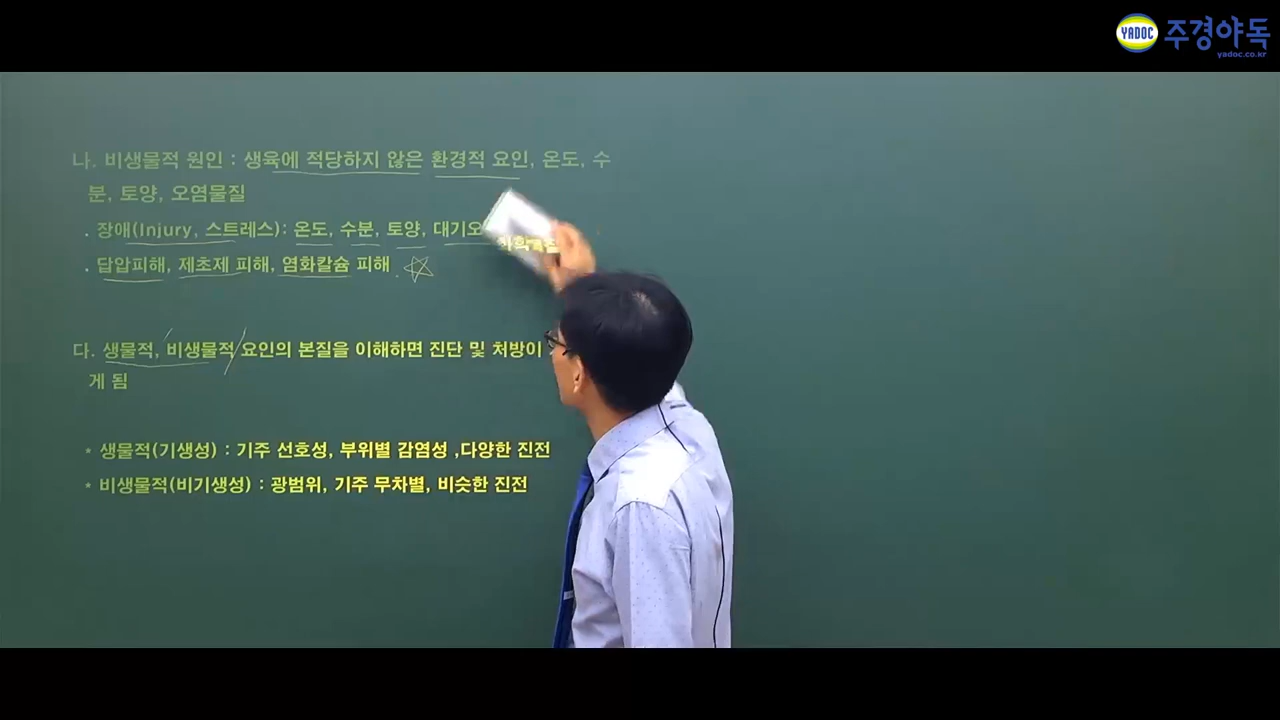 YADOC 주경야독
yadoc.co.kr
나. 비생물적 원인 : 생육에 적당하지 않은 환경적 요인, 온도, 수
분, 토양, 오염물질
. 장애(Injury, 스트레스): 온도, 수분, 토양, 대기오
. 답압피해, 제초제 피해, 염화칼슘 피해
다. 생물적, 비생물적 요인의 본질을 이해하면 진단 및 처방이
게 됨
* 생물적(기생성) : 기주 선호성, 부위별 감염성 ,다양한 진전
* 비생물적(비기생성) : 광범위, 기주 무차별, 비슷한 진전